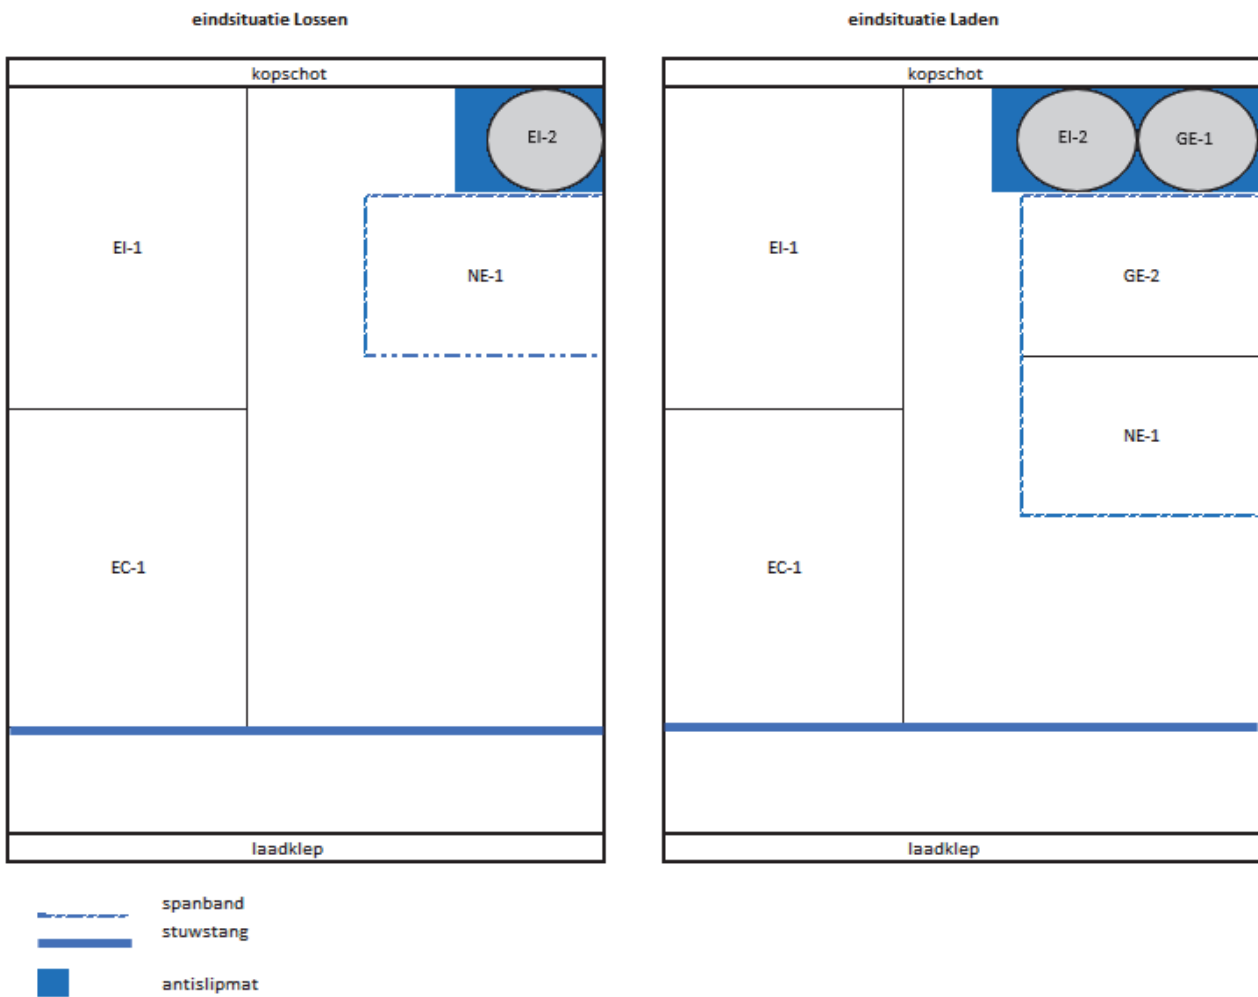 eindsituatie Lossen
kopschot
EI-2
EI-1
NE-1
EC-1
laadklep
eindsituatie Laden
kopschot
EI-2
GE-1
EI-1
GE-2
NE-1
EC-1
laadklep
spanband
stuwstang
antislipmat